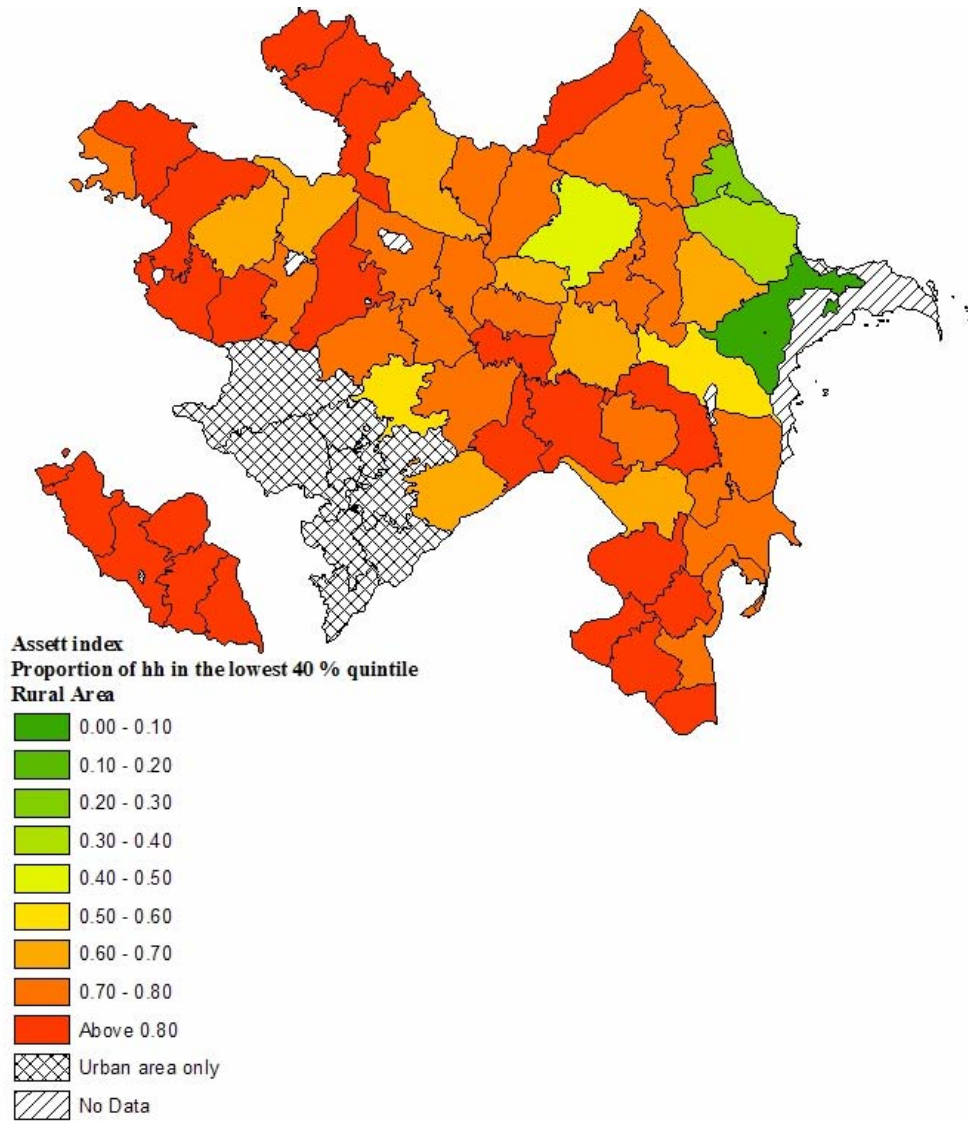 Assett index
Proportion of hh in the lowest 40 % quintile
Rural Area
0.00 - 0.10
0.10 - 0.20
0.20 - 0.30
0.30 - 0.40
0.40 - 0.50
0.50 - 0.60
0.60 - 0.70
0.70 - 0.80
Above 0.80
Urban area only
No Data